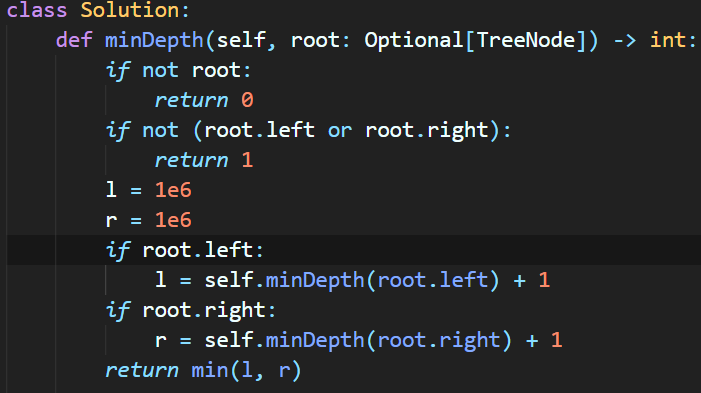 class Solution:
    def minDepth(self, root: Optional[TreeNode]) -> int:
        if not root:
            return 0
        if not (root.left or root.right):
            return 1
        l = 1e6
        r = 1e6
        if root.left:
            l = self.minDepth(root.left) + 1
        if root.right:
            r = self.minDepth(root.right) + 1
        return min(l, r)